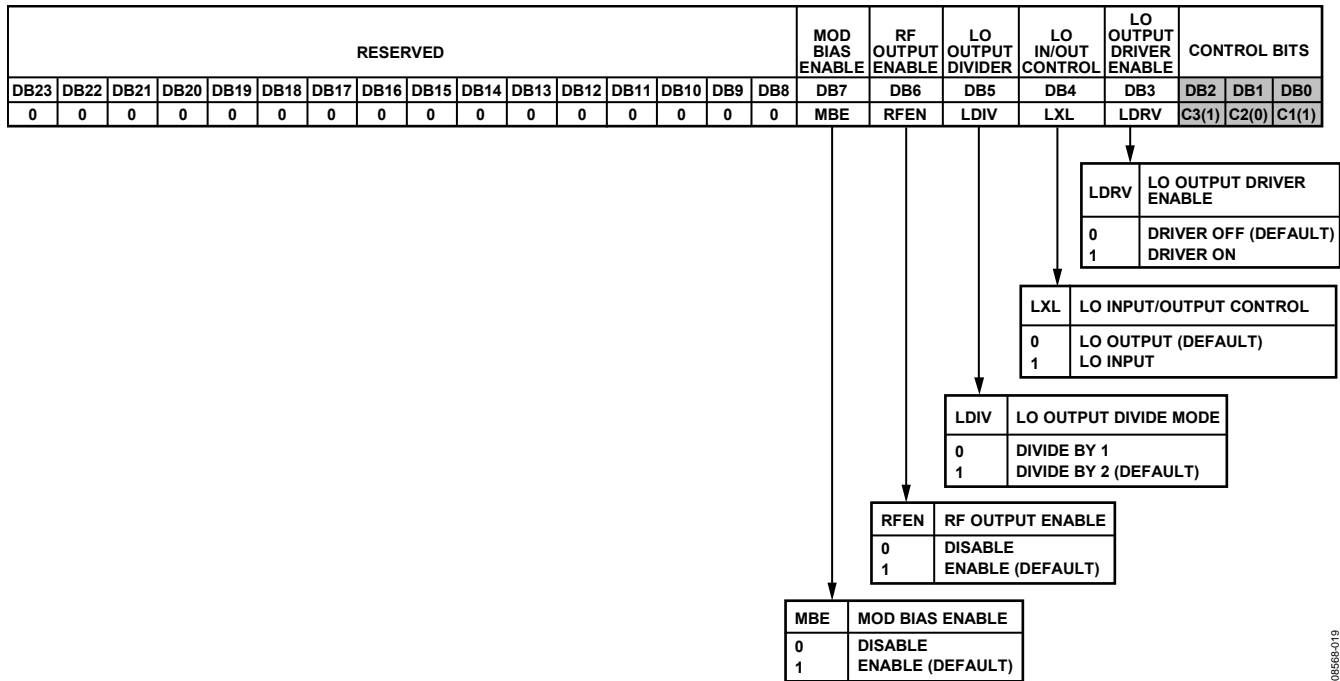 RESERVED
MOD BIAS ENABLE
RF OUTPUT ENABLE
LO OUTPUT DIVIDER
LO IN/OUT CONTROL
LO OUTPUT DRIVER ENABLE
CONTROL BITS
DB23 DB22 DB21 DB20 DB19 DB18 DB17 DB16 DB15 DB14 DB13 DB12 DB11 DB10 DB9 DB8 DB7 DB6 DB5 DB4 DB3 DB2 DB1 DB0
0 0 0 0 0 0 0 0 0 0 0 0 0 0 0 0 MBE RFEN LDIV LXL LDRV C3(1) C2(0) C1(1)
LDRV LO OUTPUT DRIVER
ENABLE
0 DRIVER OFF (DEFAULT)
1 DRIVER ON
LXL LO INPUT/OUTPUT CONTROL
0 LO OUTPUT (DEFAULT)
1 LO INPUT
LDIV LO OUTPUT DIVIDE MODE
0 DIVIDE BY 1
1 DIVIDE BY 2 (DEFAULT)
RFEN RF OUTPUT ENABLE
0 DISABLE
1 ENABLE (DEFAULT)
MBE MOD BIAS ENABLE
0 DISABLE
1 ENABLE (DEFAULT)
08568-019